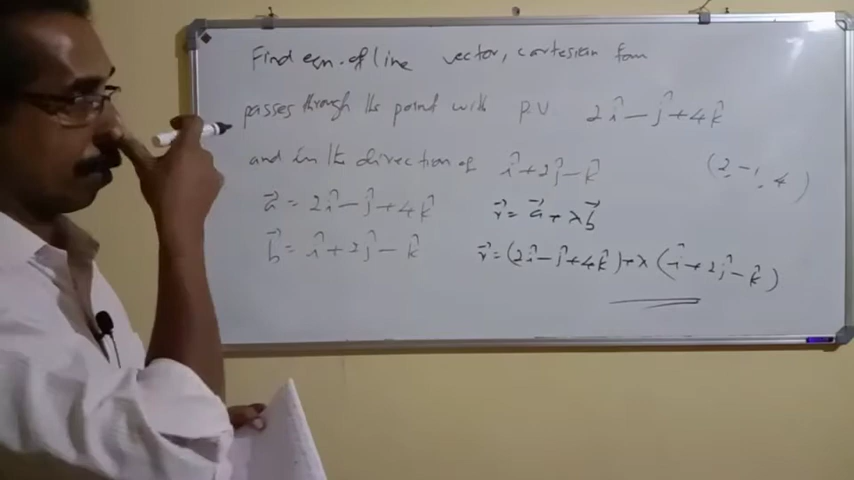 Find eqn. of line vector, cartesian form
passes through the point with P.V 2î - ĵ + 4k̂
and in the direction of î + 2ĵ - k̂ (2, -1, 4)
a⃗ = 2î - ĵ + 4k̂ r⃗ = a⃗ + λb⃗
b⃗ = î + 2ĵ - k̂ r⃗ = (2î - ĵ + 4k̂) + λ(î + 2ĵ - k̂)